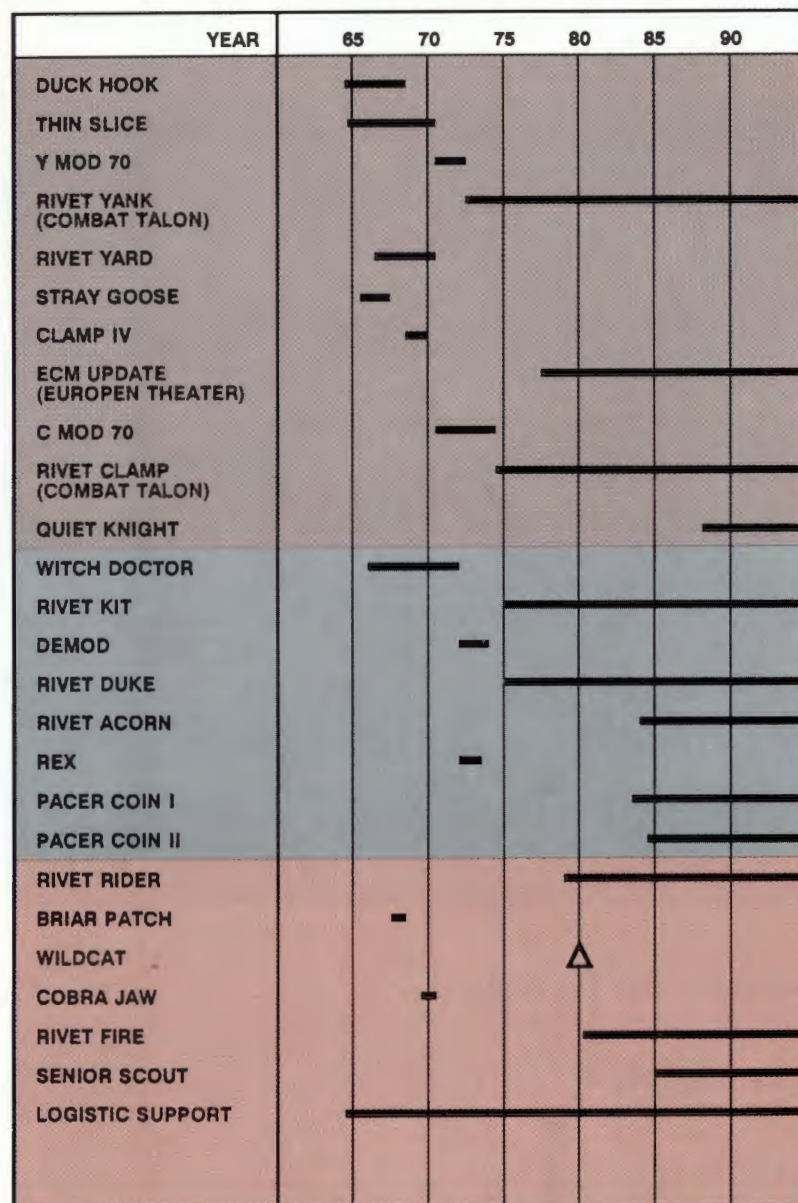 YEAR 65 70 75 80 85 90
DUCK HOOK
THIN SLICE
Y MOD 70
RIVET YANK
(COMBAT TALON)
RIVET YARD
STRAY GOOSE
CLAMP IV
ECM UPDATE
(EUROPEN THEATER)
C MOD 70
RIVET CLAMP
(COMBAT TALON)
QUIET KNIGHT
WITCH DOCTOR
RIVET KIT
DEMOD
RIVET DUKE
RIVET ACORN
REX
PACER COIN I
PACER COIN II
RIVET RIDER
BRIAR PATCH
WILDCAT
COBRA JAW
RIVET FIRE
SENIOR SCOUT
LOGISTIC SUPPORT